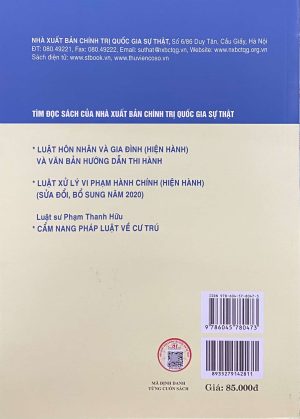 NHÀ XUẤT BẢN CHÍNH TRỊ QUỐC GIA SỰ THẬT, Số 6/86 Duy Tân, Cầu Giấy, Hà Nội
ĐT: 080.49221, Fax: 080.49222, Email: suthat@nxbctqg.vn, Website: www.nxbctqg.org.vn
Sách điện tử: www.stbook.vn, www.thuviencoso.vn
TÌM ĐỌC SÁCH CỦA NHÀ XUẤT BẢN CHÍNH TRỊ QUỐC GIA SỰ THẬT
* LUẬT HÔN NHÂN VÀ GIA ĐÌNH (HIỆN HÀNH)
VÀ VĂN BẢN HƯỚNG DẪN THI HÀNH
* LUẬT XỬ LÝ VI PHẠM HÀNH CHÍNH (HIỆN HÀNH)
(SỬA ĐỔI, BỔ SUNG NĂM 2020)
Luật sư Phạm Thanh Hữu
* CẨM NANG PHÁP LUẬT VỀ CƯ TRÚ
9 786045 780473
8935279142811
MÃ ĐỊNH DANH
TỪNG CUỐN SÁCH
Giá: 85.000đ